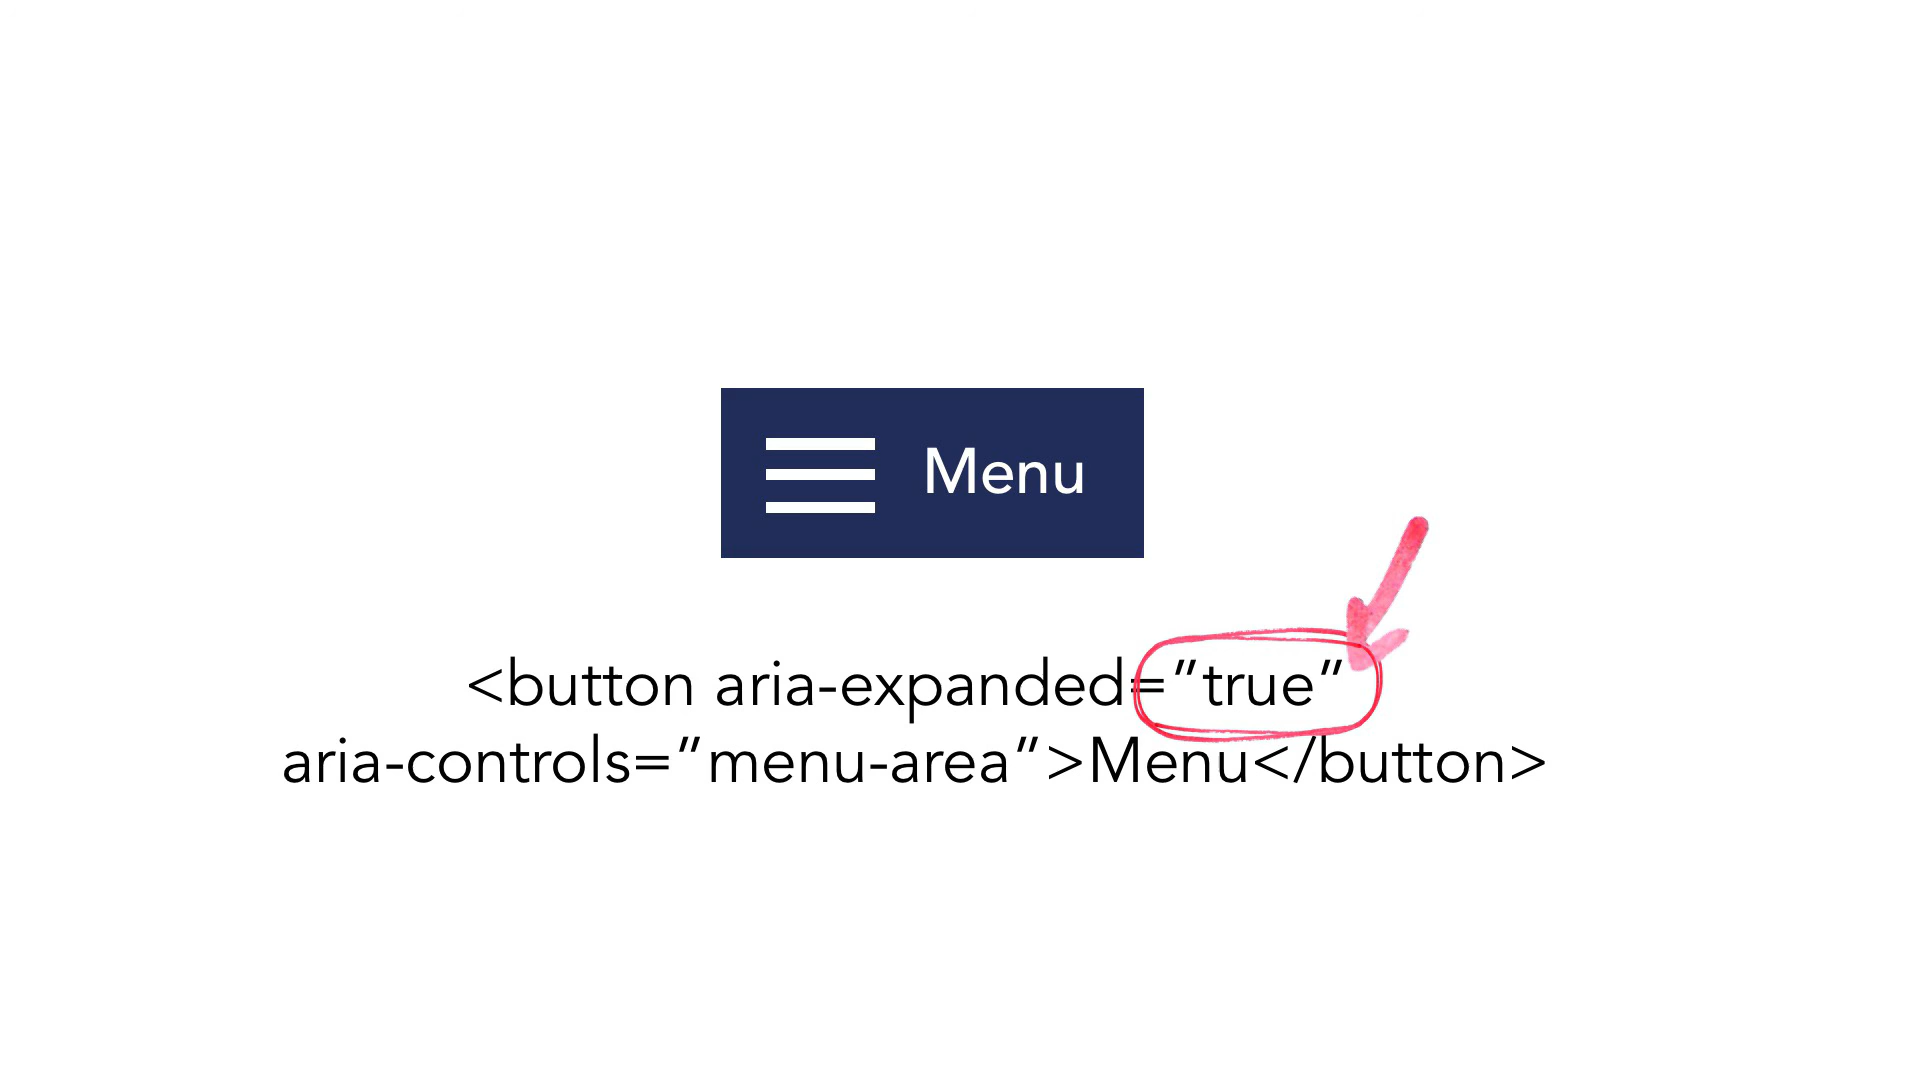 Menu
<button aria-expanded=”true”
aria-controls=”menu-area”>Menu</button>